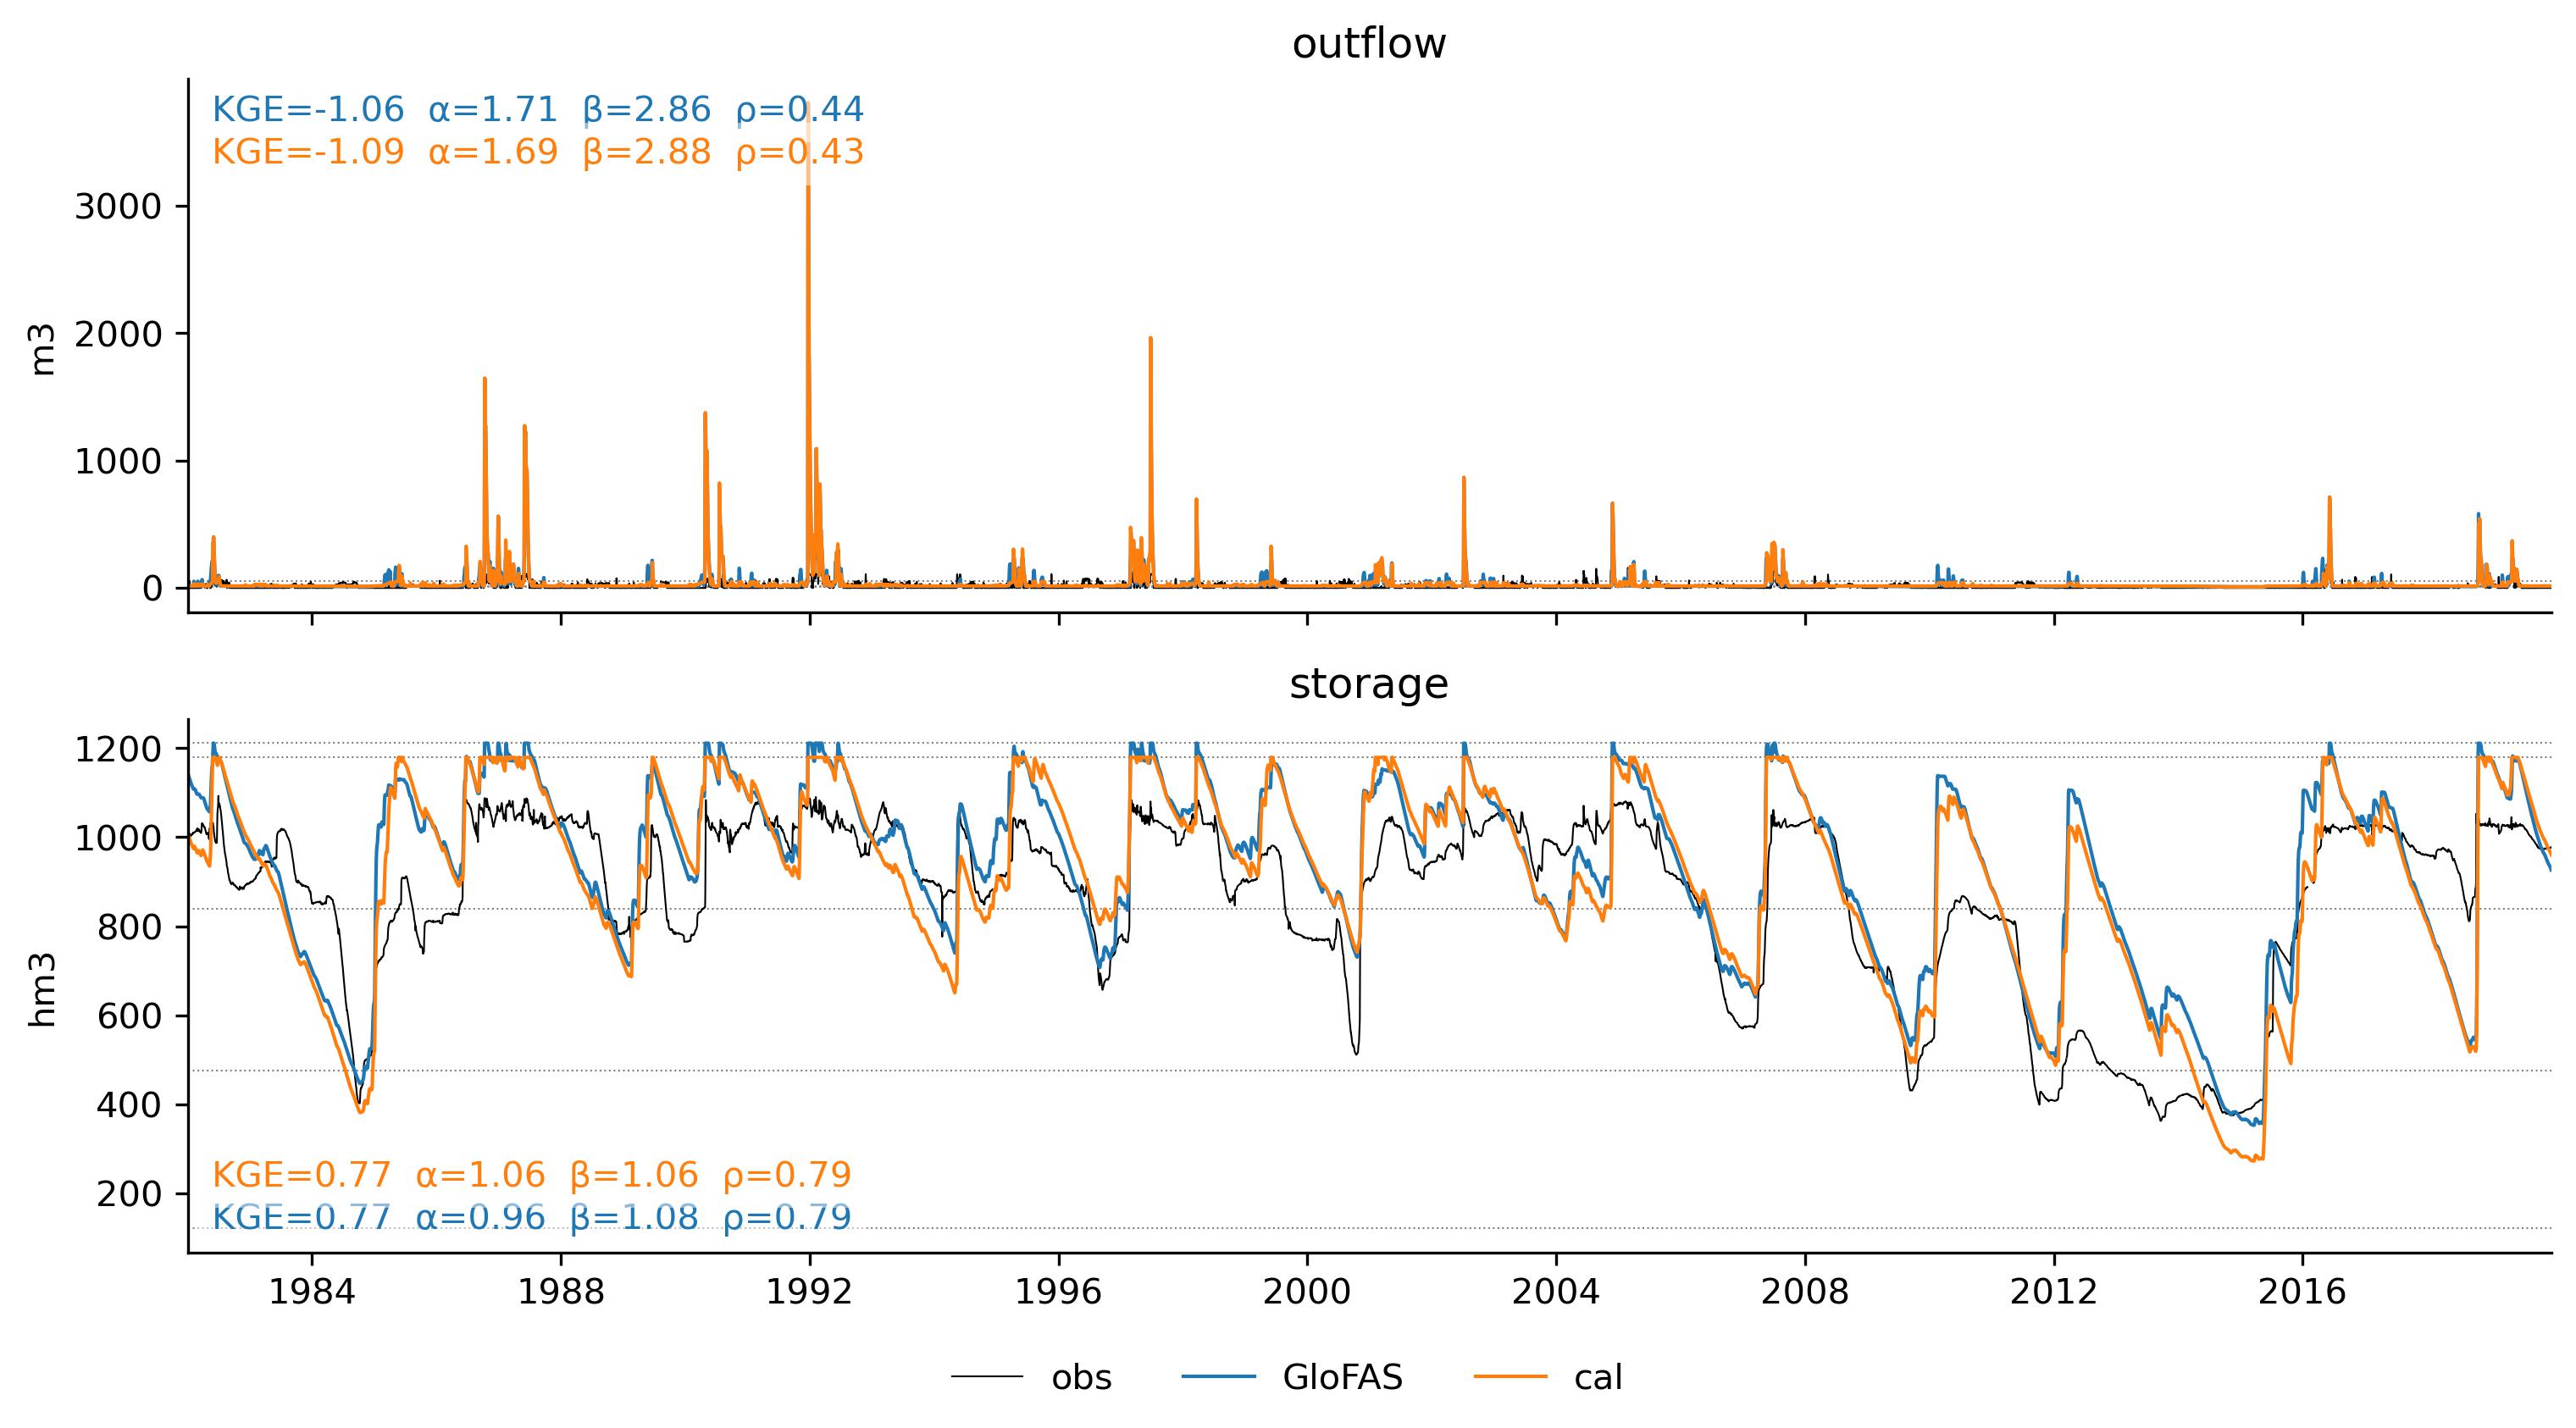 outflow
KGE=-1.06 α=1.71 β=2.86 ρ=0.44
KGE=-1.09 α=1.69 β=2.88 ρ=0.43
3000
2000
1000
0
m3
storage
1200
1000
800
600
400
200
hm3
KGE=0.77 α=1.06 β=1.06 ρ=0.79
KGE=0.77 α=0.96 β=1.08 ρ=0.79
1984 1988 1992 1996 2000 2004 2008 2012 2016
obs GloFAS cal